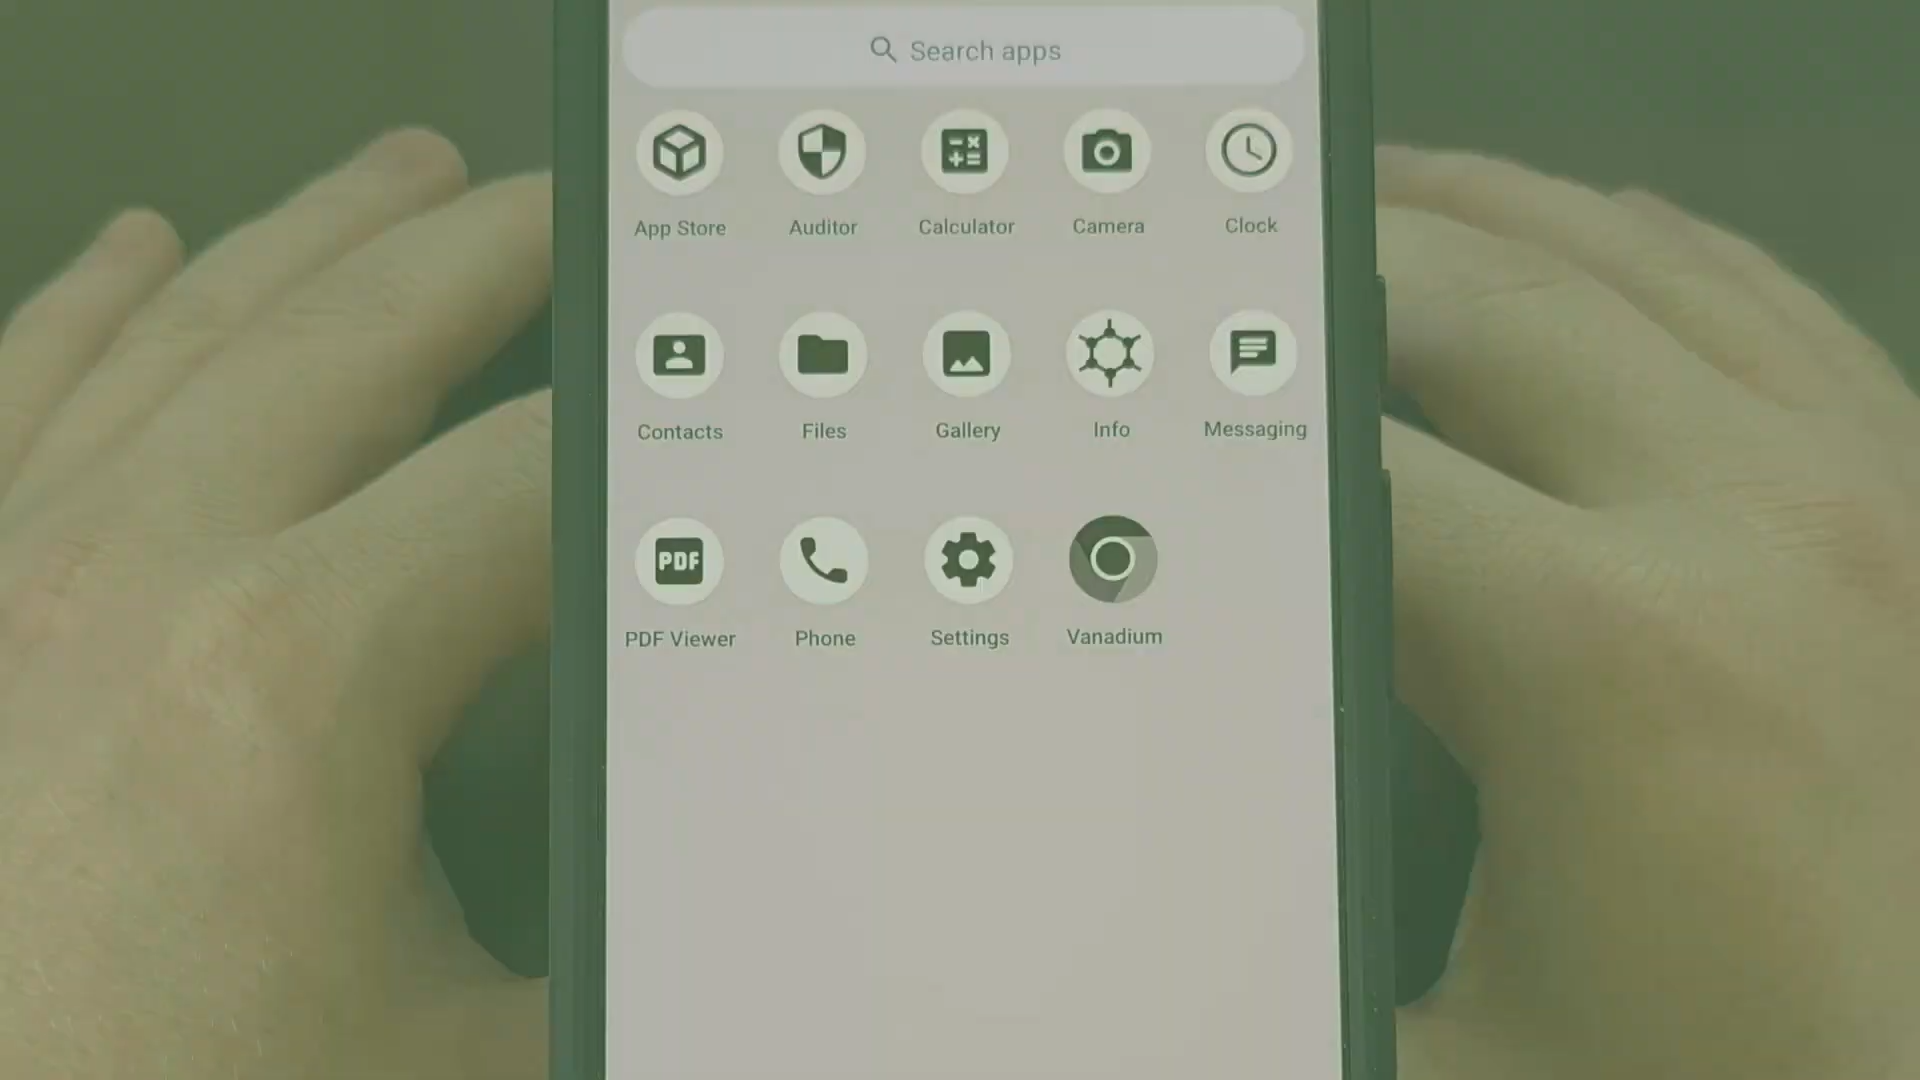 Search apps
App Store Auditor Calculator Camera Clock
Contacts Files Gallery Info Messaging
PDF
PDF Viewer Phone Settings Vanadium